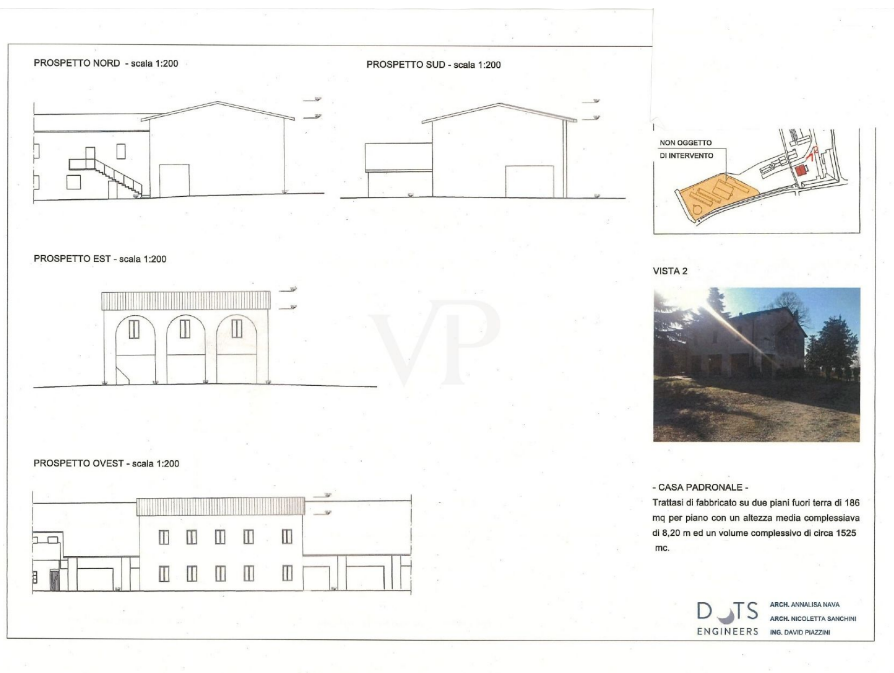 PROSPETTO NORD - scala 1:200
PROSPETTO SUD - scala 1:200
NON OGGETTO
DI INTERVENTO
PROSPETTO EST - scala 1:200
VISTA 2
VP
PROSPETTO OVEST - scala 1:200
- CASA PADRONALE -
Trattasi di fabbricato su due piani fuori terra di 186
mq per piano con un altezza media complessiava
di 8,20 m ed un volume complessivo di circa 1525
mc.
DOTS
ENGINEERS
ARCH. ANNALISA NAVA
ARCH. NICOLETTA SANCHINI
ING. DAVID PIAZZINI